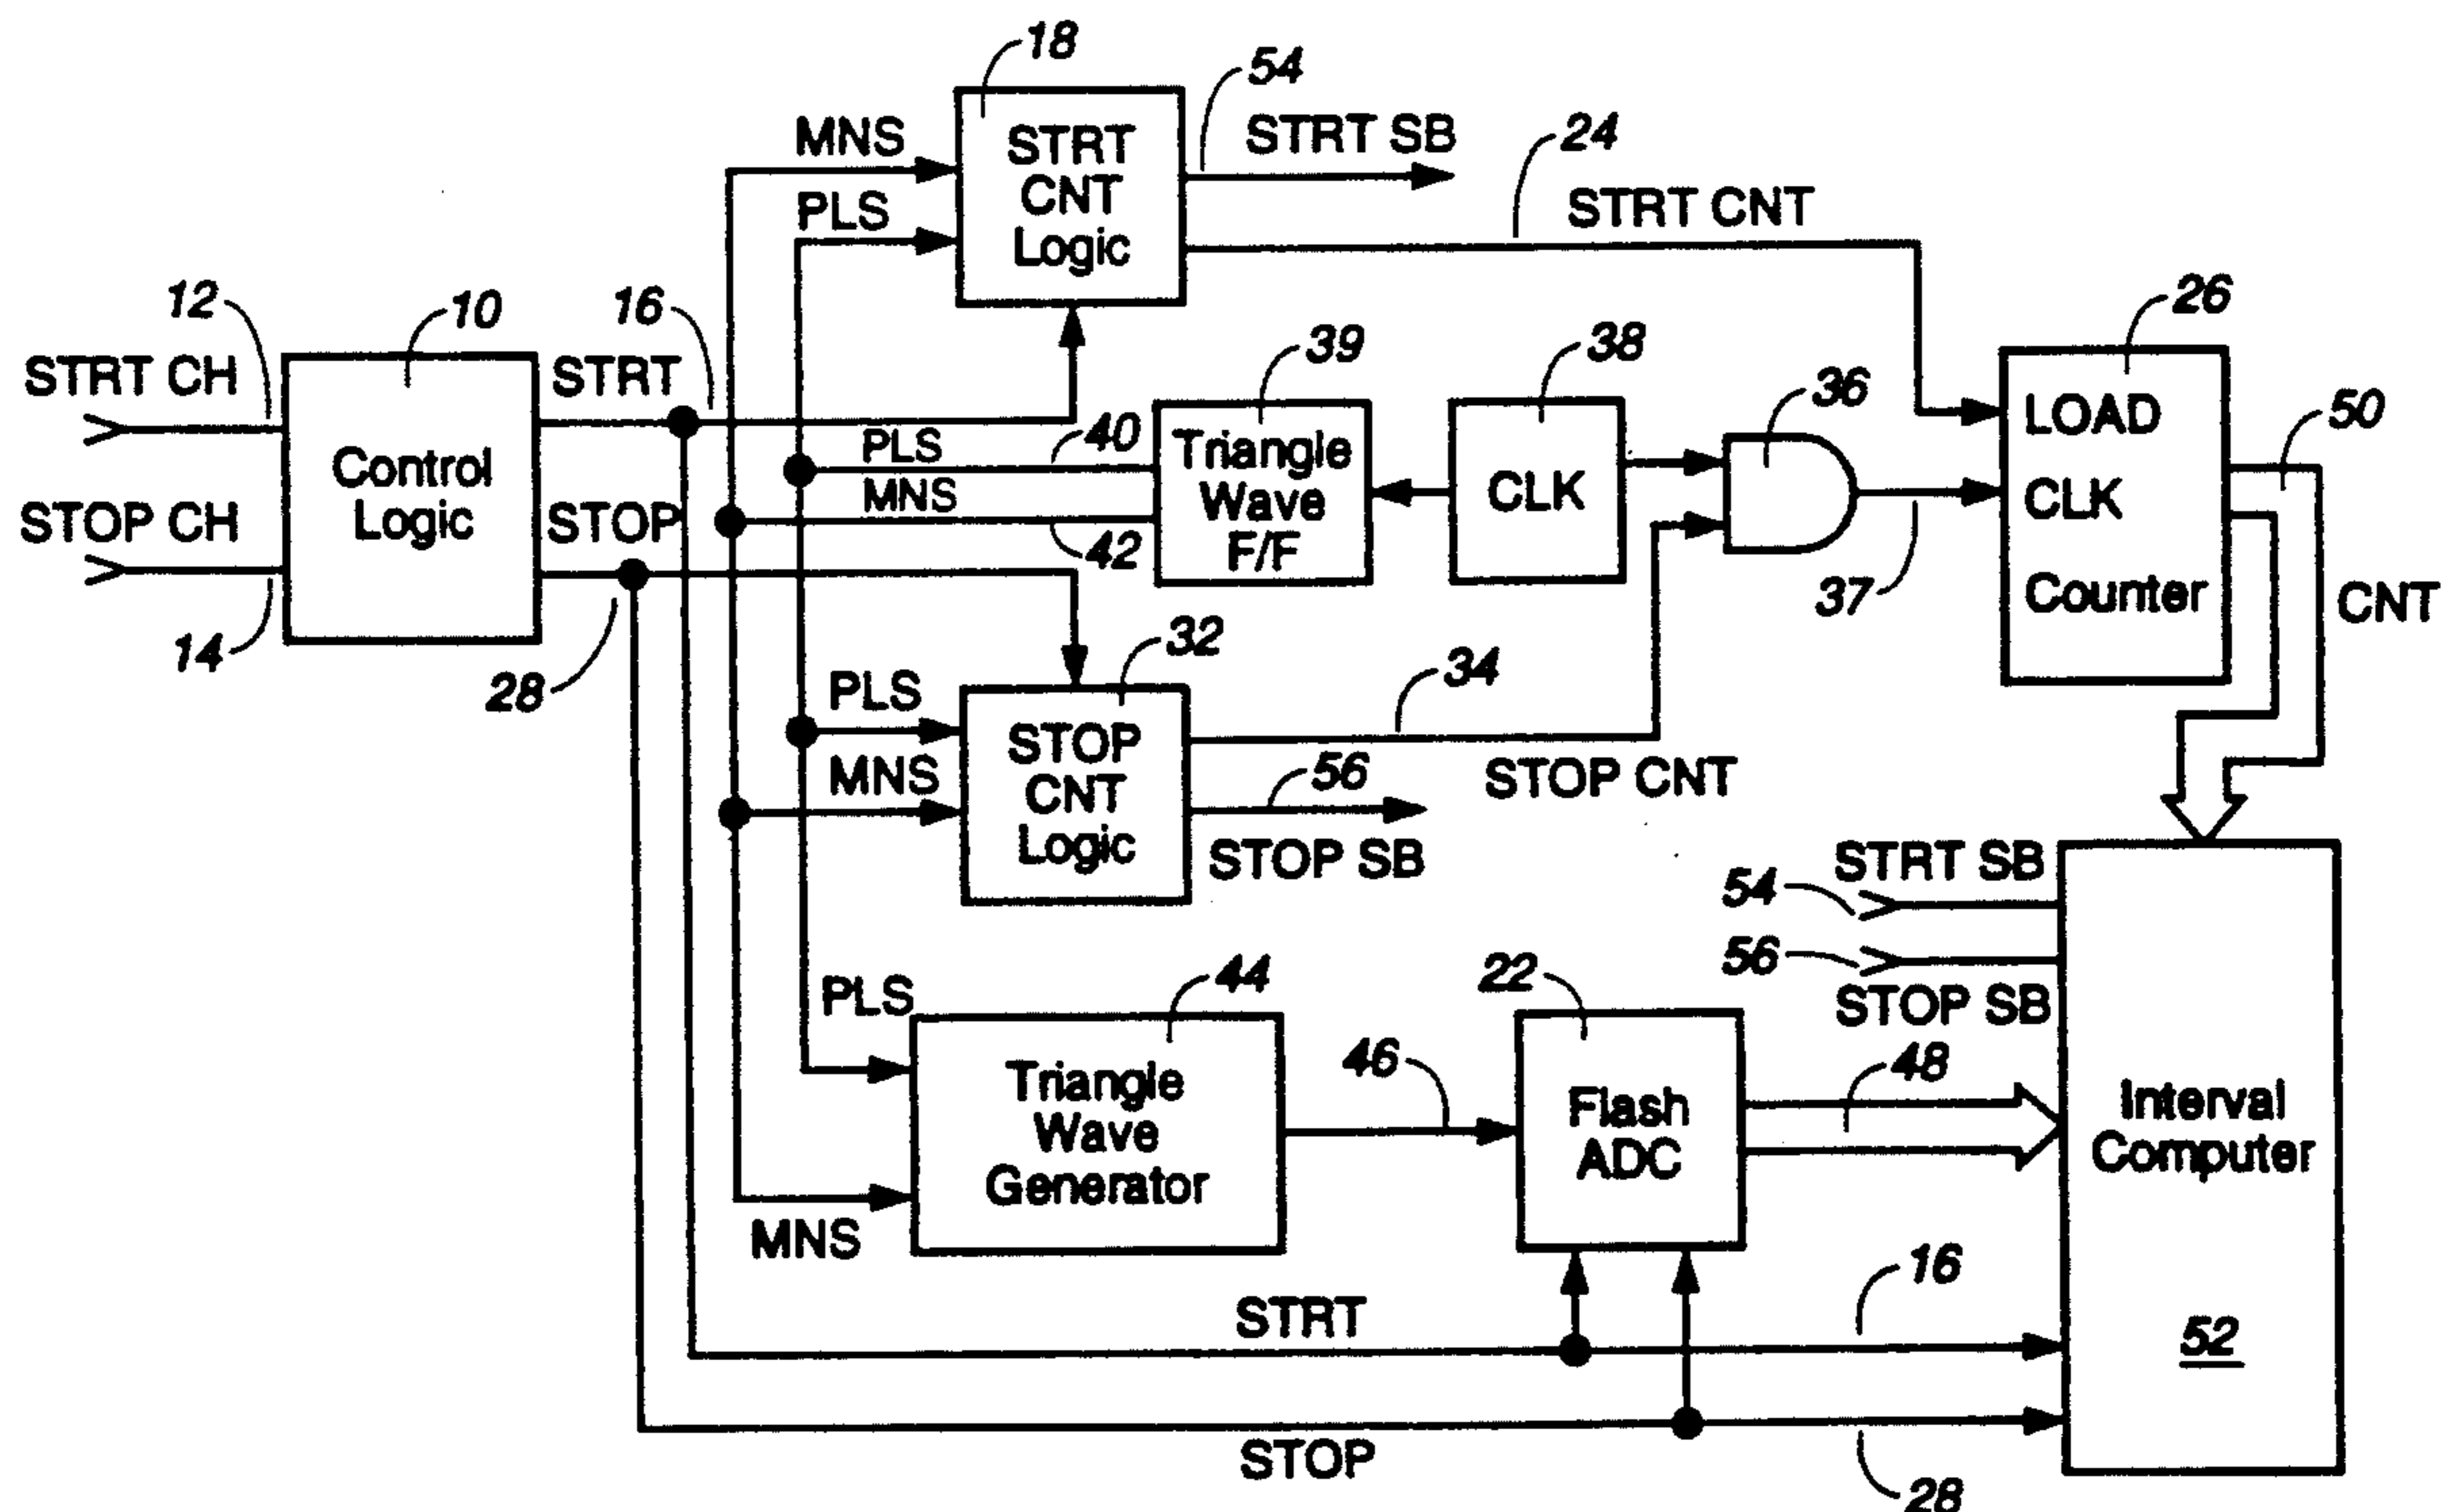 18
54
MNS
STRT SB
24
STRT
CNT
Logic
PLS
STRT CNT
12
10
16
39
38
26
STRT CH
STRT
36
LOAD
50
Control
Logic
PLS
40
Triangle
Wave
F/F
CLK
CLK
STOP CH
STOP
MNS
42
37
Counter
CNT
14
28
32
34
PLS
STOP
CNT
Logic
MNS
56
STOP CNT
STOP SB
STRT SB
54
56
STOP SB
PLS
44
22
46
48
Triangle
Wave
Generator
Flash
ADC
Interval
Computer
MNS
16
STRT
52
STOP
28